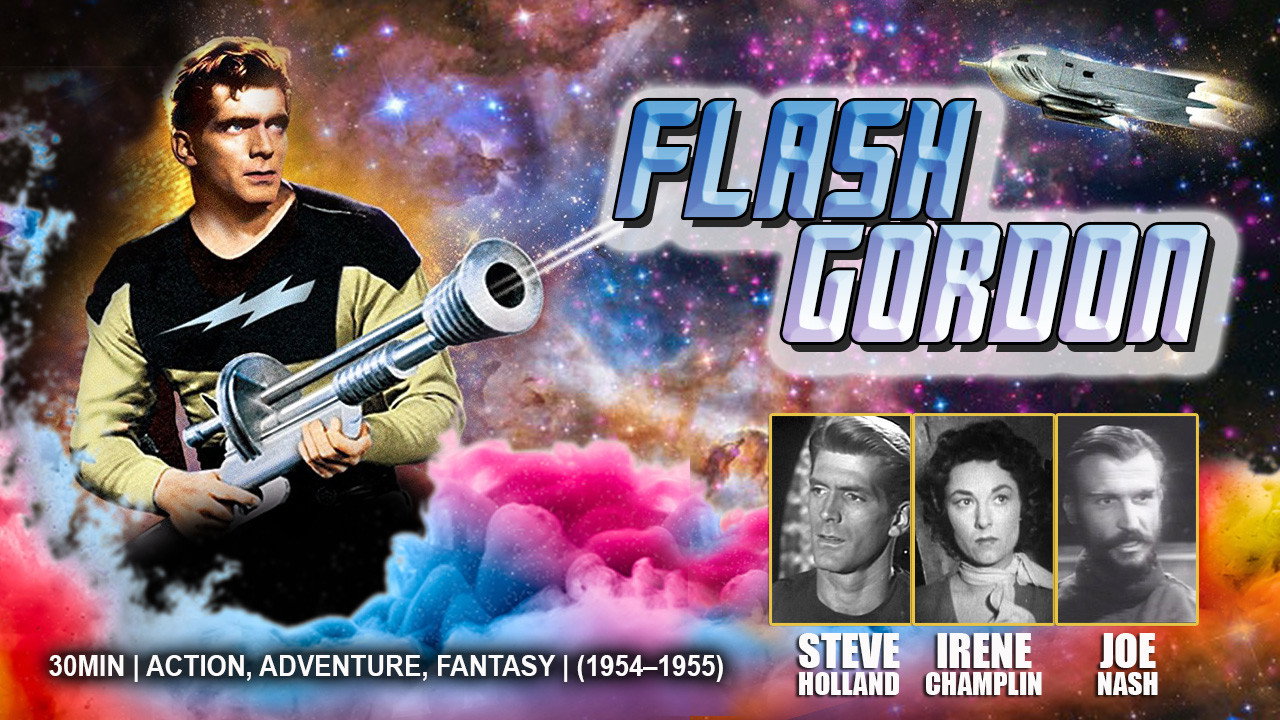 FLASH
GORDON
STEVE
HOLLAND
IRENE
CHAMPLIN
JOE
NASH
30MIN | ACTION, ADVENTURE, FANTASY | (1954–1955)